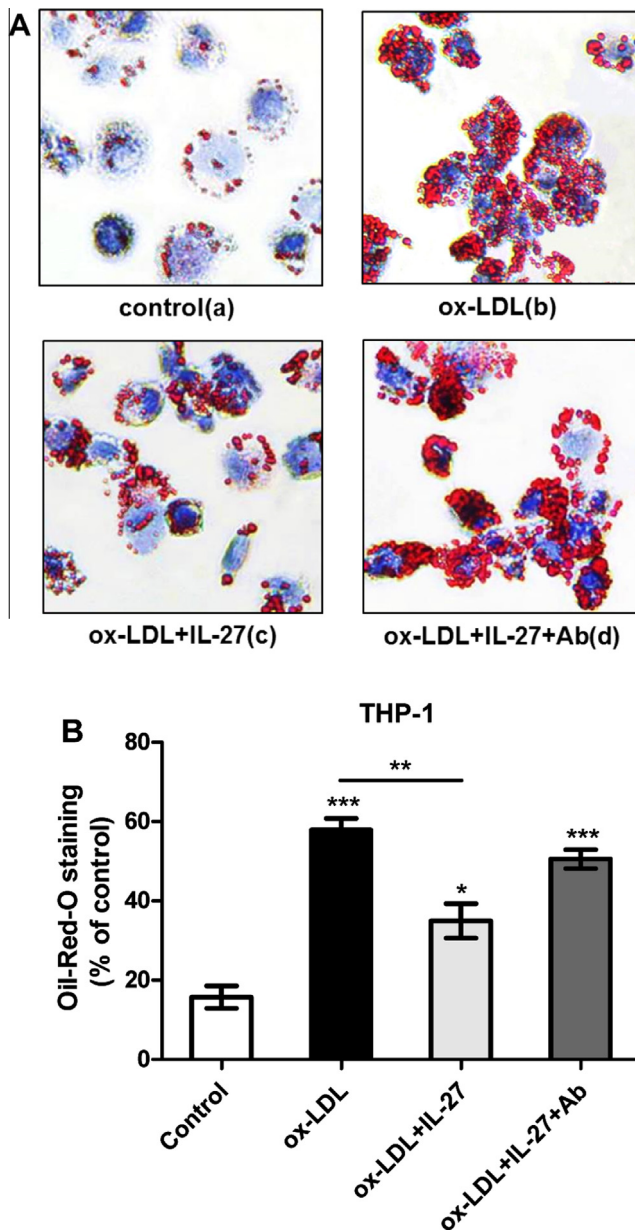 A
control(a)
ox-LDL(b)
ox-LDL+IL-27(c)
ox-LDL+IL-27+Ab(d)
B
THP-1
Oil-Red-O staining
(% of control)
80
60
40
20
0
**
***
*
***
Control
ox-LDL
ox-LDL+IL-27
ox-LDL+IL-27+Ab